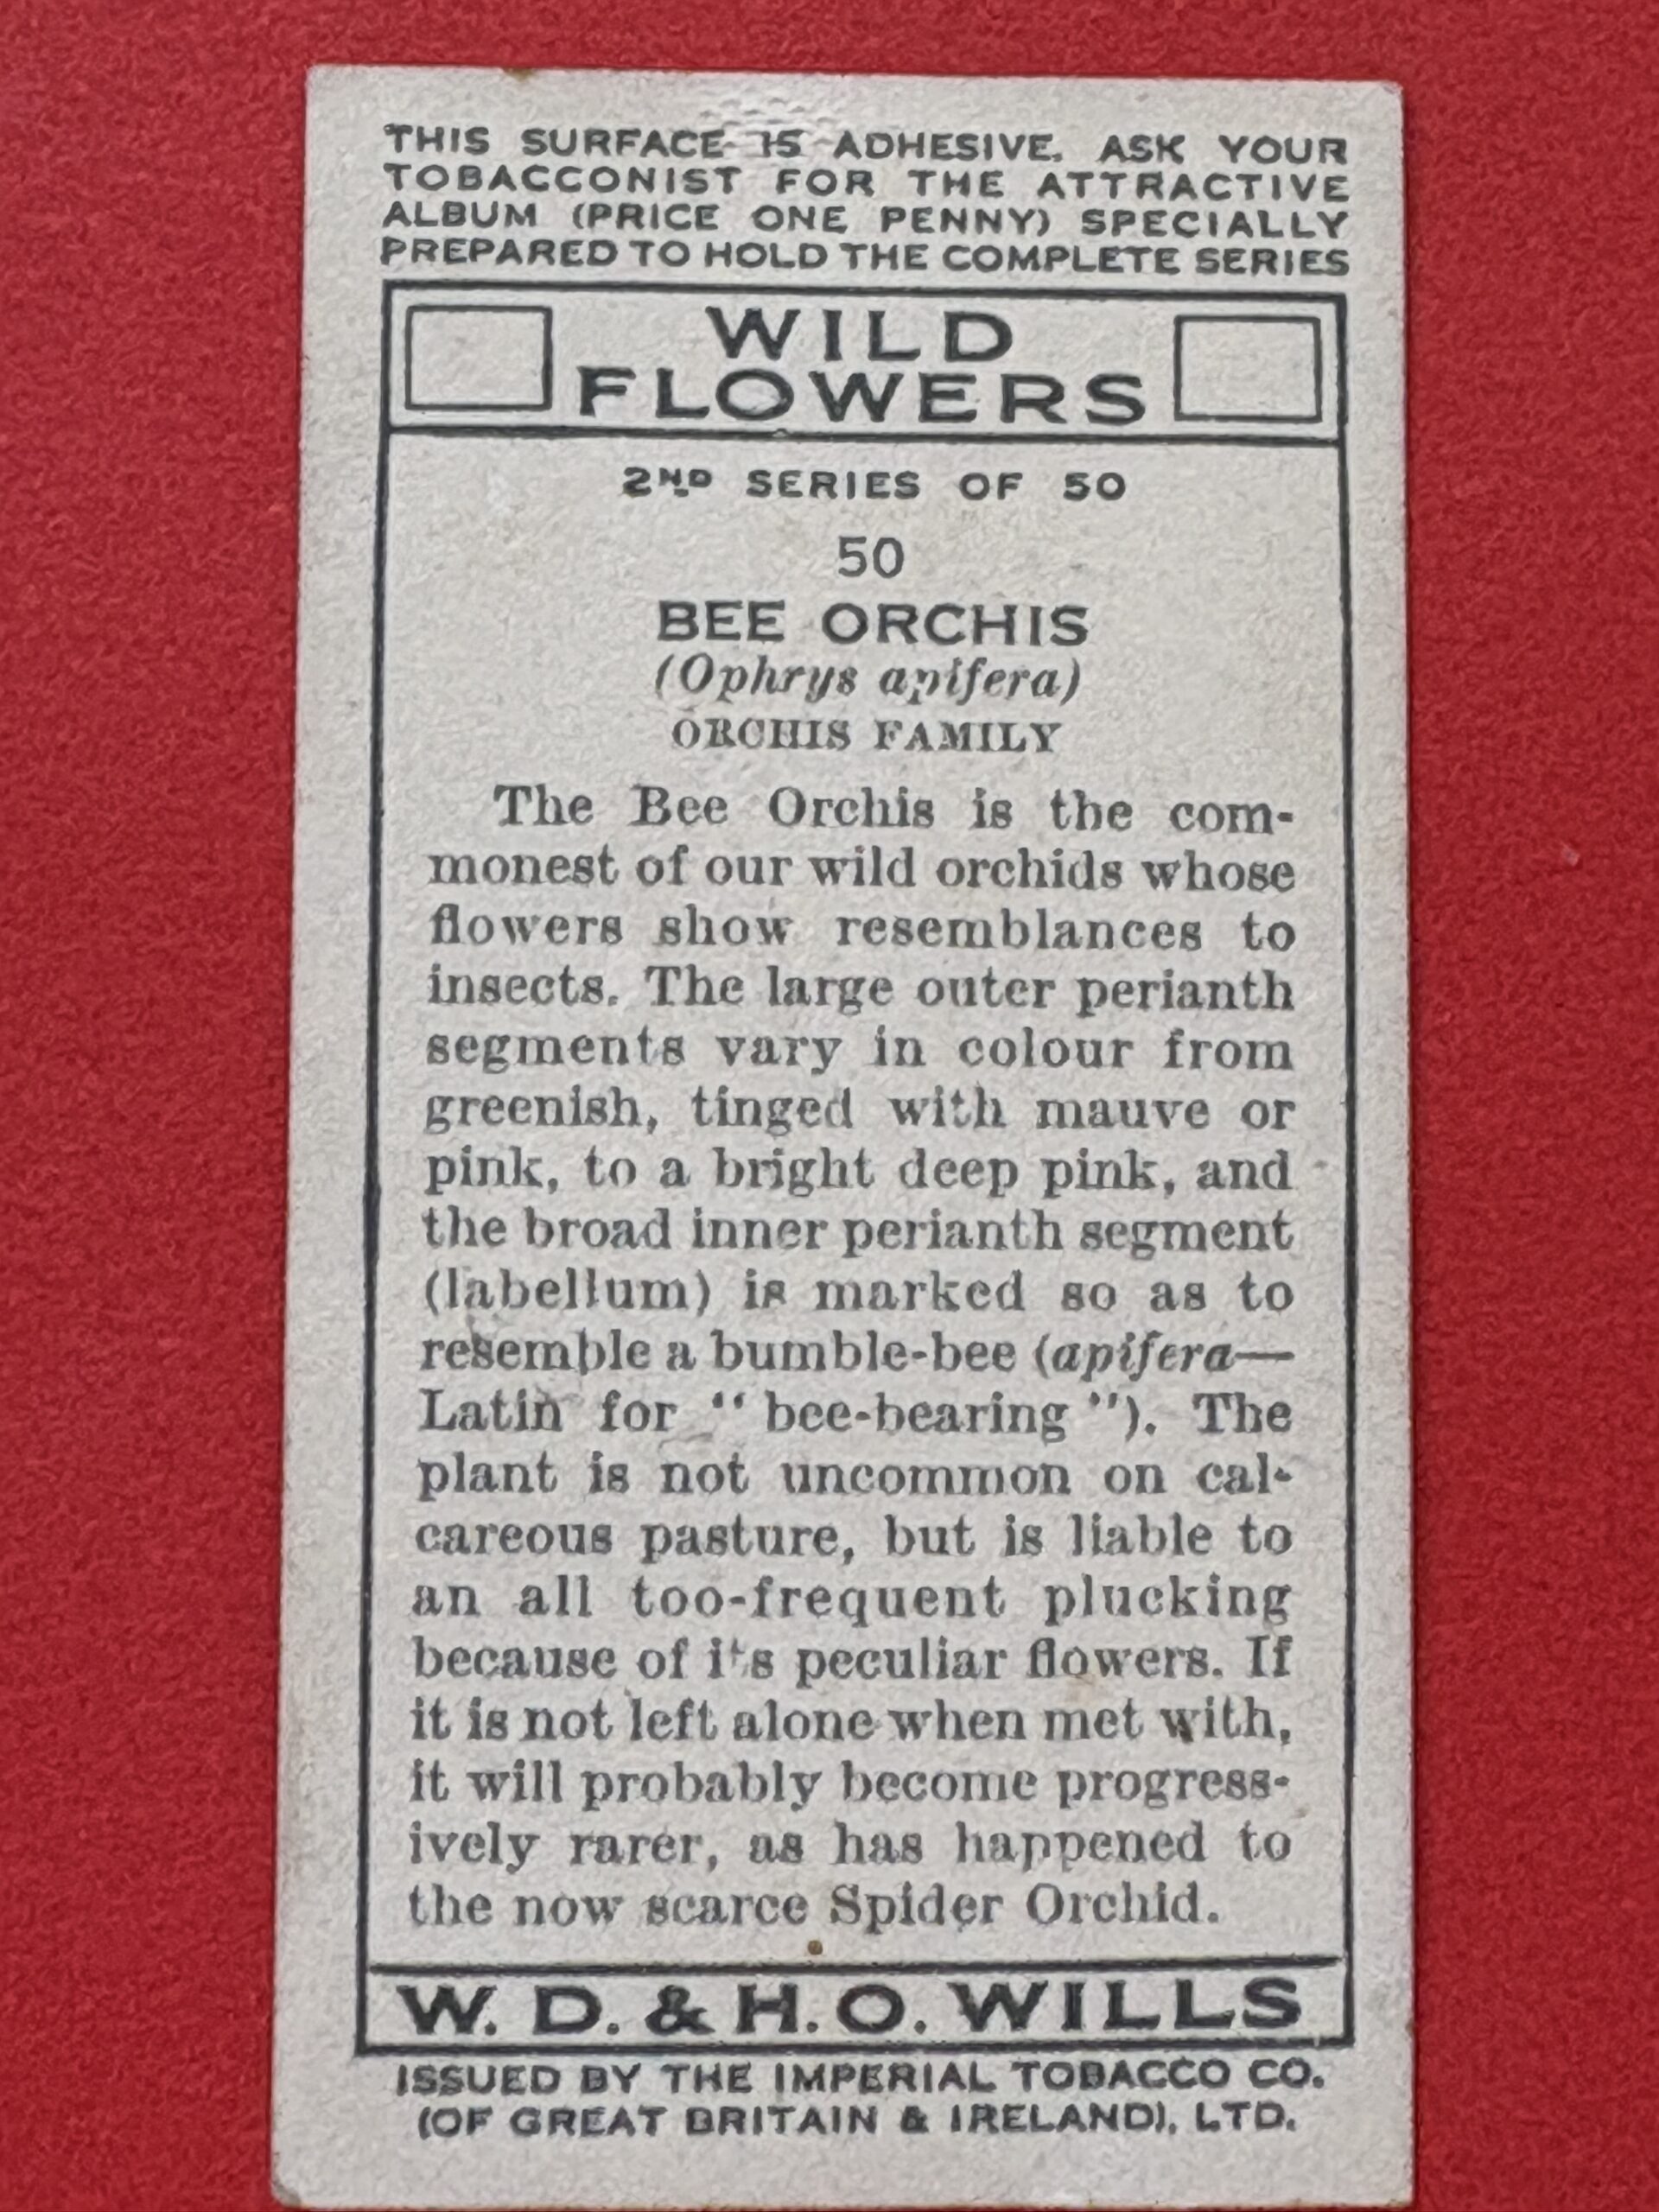 THIS SURFACE IS ADHESIVE. ASK YOUR
TOBACCONIST FOR THE ATTRACTIVE
ALBUM (PRICE ONE PENNY) SPECIALLY
PREPARED TO HOLD THE COMPLETE SERIES
WILD
FLOWERS
2ND SERIES OF 50
50
BEE ORCHIS
(Ophrys apifera)
ORCHIS FAMILY
The Bee Orchis is the com-
monest of our wild orchids whose
flowers show resemblances to
insects. The large outer perianth
segments vary in colour from
greenish, tinged with mauve or
pink, to a bright deep pink, and
the broad inner perianth segment
(labellum) is marked so as to
resemble a bumble-bee (apifera—
Latin for "bee-bearing"). The
plant is not uncommon on cal-
careous pasture, but is liable to
an all too-frequent plucking
because of its peculiar flowers. If
it is not left alone when met with,
it will probably become progress-
ively rarer, as has happened to
the now scarce Spider Orchid.
W. D. & H. O. WILLS
ISSUED BY THE IMPERIAL TOBACCO CO.
(OF GREAT BRITAIN & IRELAND), LTD.